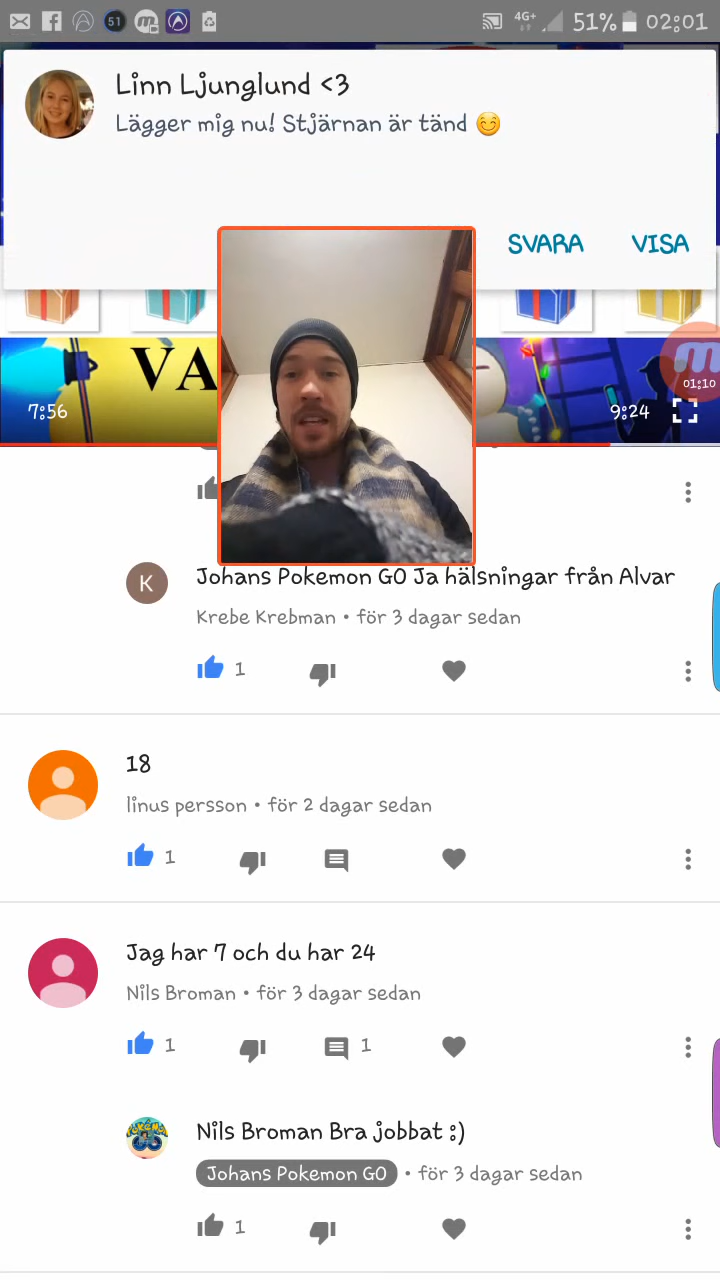 51
4G+
51%
02:01
Linn Ljunglund <3
Lägger mig nu! Stjärnan är tänd 😊
SVARA
VISA
VA
7:56
9:24
m
01:10
K
Johans Pokemon GO Ja hälsningar från Alvar
Krebe Krebman • för 3 dagar sedan
1
18
linus persson • för 2 dagar sedan
1
Jag har 7 och du har 24
Nils Broman • för 3 dagar sedan
1
1
Nils Broman Bra jobbat :)
Johans Pokemon GO • för 3 dagar sedan
1